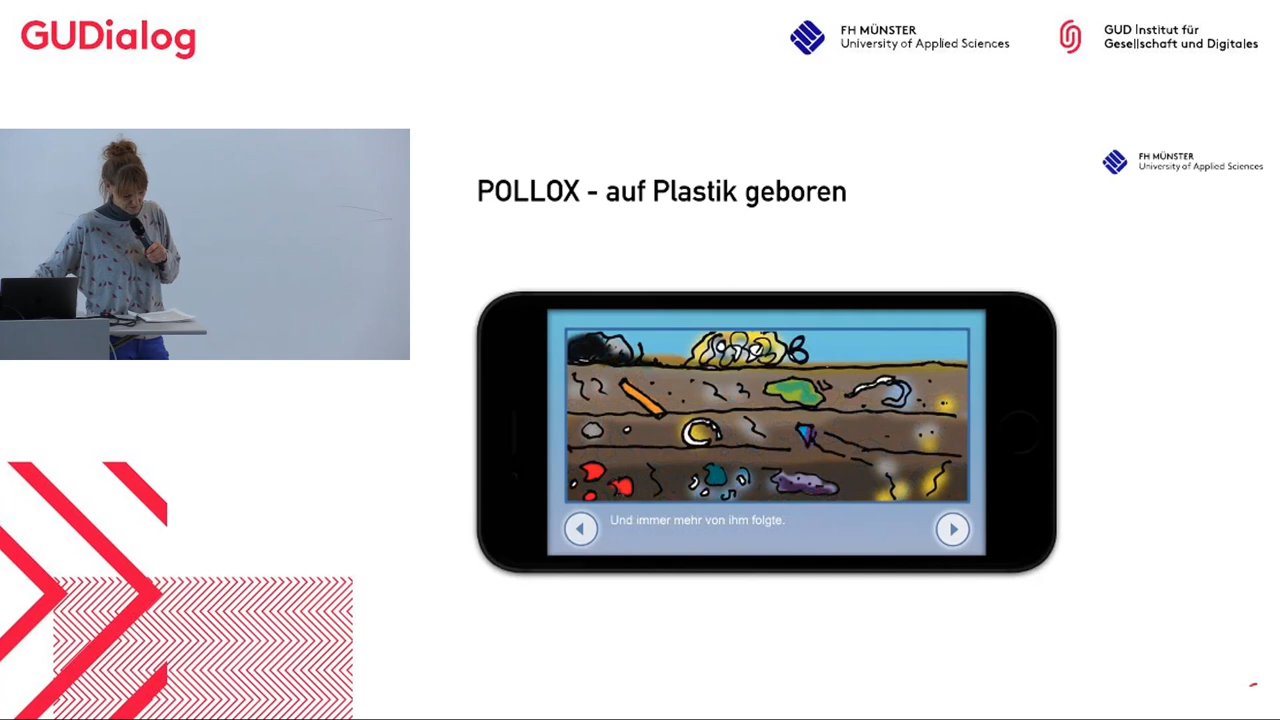 GUDialog
FH MÜNSTER
University of Applied Sciences
GUD Institut für
Gesellschaft und Digitales
FH MÜNSTER
University of Applied Sciences
POLLOX - auf Plastik geboren
Und immer mehr von ihm folgte.